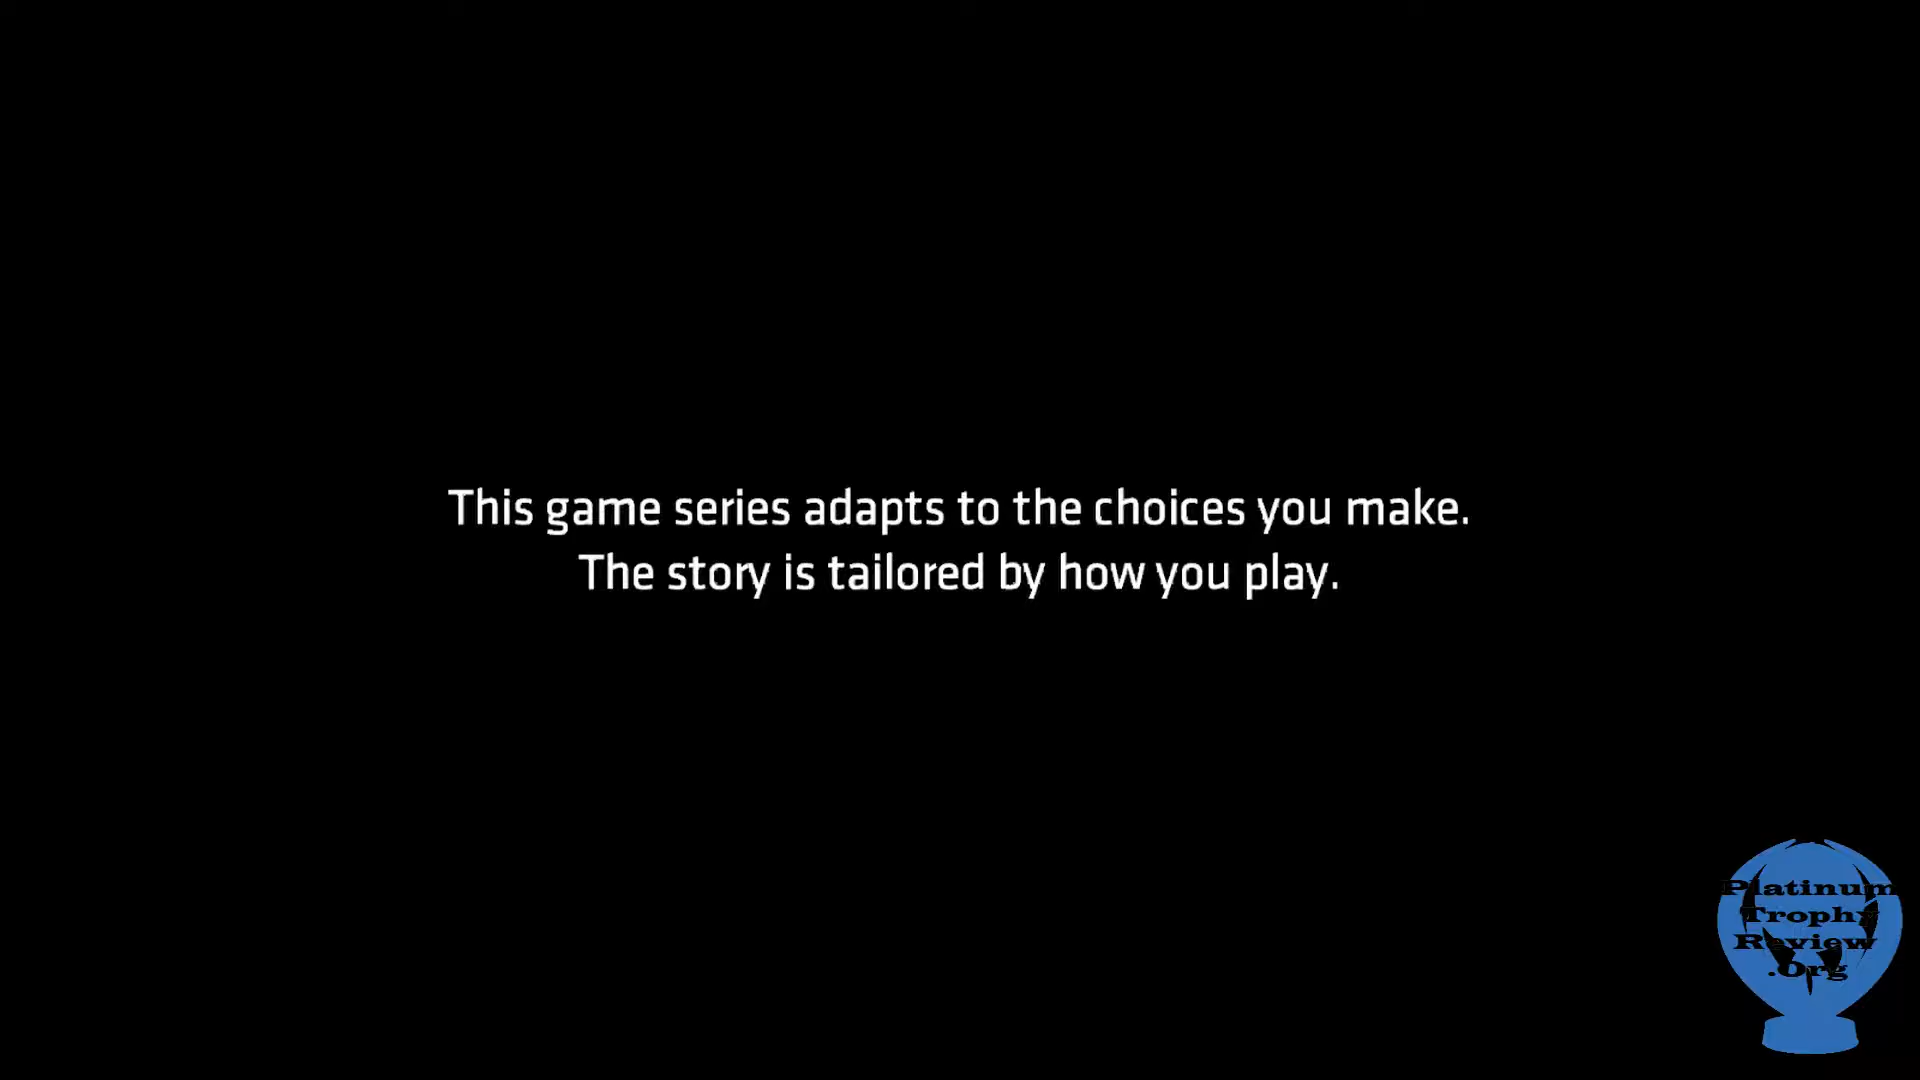 This game series adapts to the choices you make.
The story is tailored by how you play.
Platinum
Trophy
Review
.Org